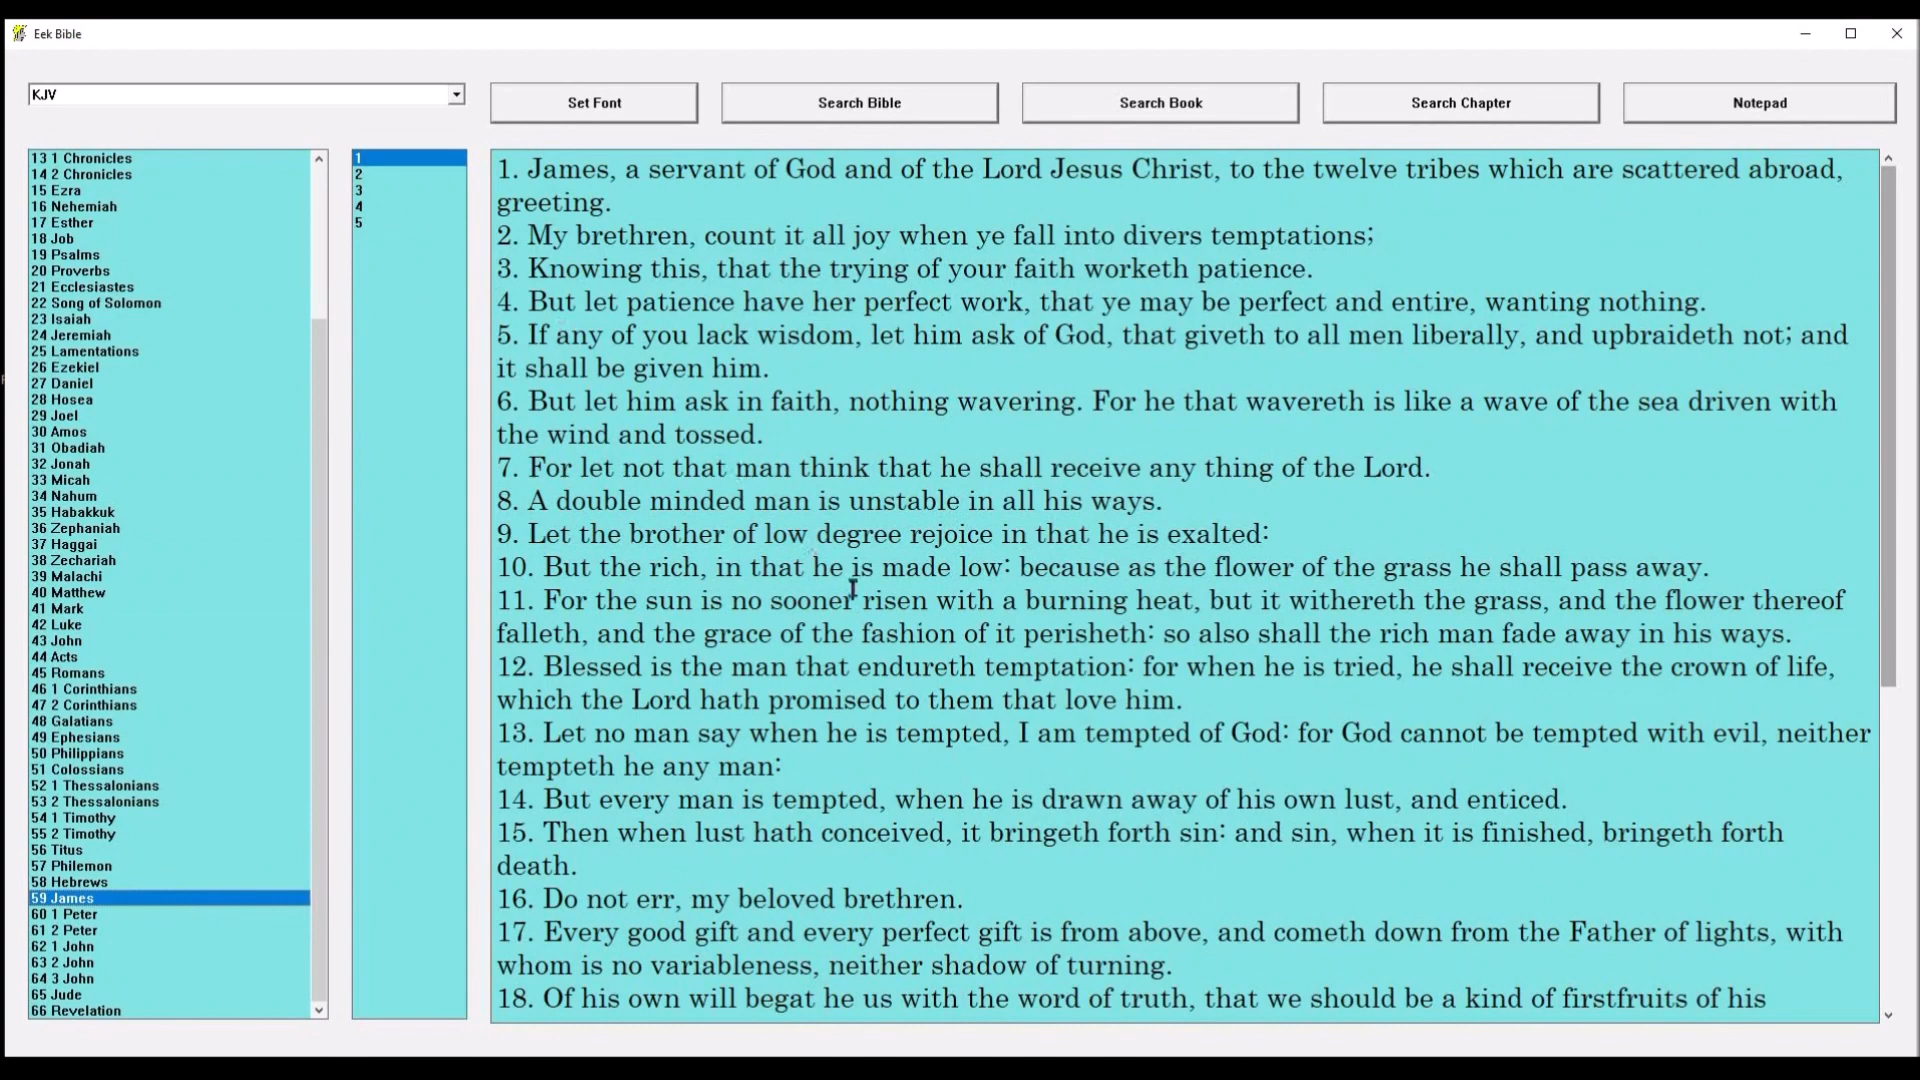 Eek Bible
KJV
Set Font
Search Bible
Search Book
Search Chapter
Notepad
13 1 Chronicles
14 2 Chronicles
15 Ezra
16 Nehemiah
17 Esther
18 Job
19 Psalms
20 Proverbs
21 Ecclesiastes
22 Song of Solomon
23 Isaiah
24 Jeremiah
25 Lamentations
26 Ezekiel
27 Daniel
28 Hosea
29 Joel
30 Amos
31 Obadiah
32 Jonah
33 Micah
34 Nahum
35 Habakkuk
36 Zephaniah
37 Haggai
38 Zechariah
39 Malachi
40 Matthew
41 Mark
42 Luke
43 John
44 Acts
45 Romans
46 1 Corinthians
47 2 Corinthians
48 Galatians
49 Ephesians
50 Philippians
51 Colossians
52 1 Thessalonians
53 2 Thessalonians
54 1 Timothy
55 2 Timothy
56 Titus
57 Philemon
58 Hebrews
59 James
60 1 Peter
61 2 Peter
62 1 John
63 2 John
64 3 John
65 Jude
66 Revelation
1
2
3
4
5
1. James, a servant of God and of the Lord Jesus Christ, to the twelve tribes which are scattered abroad,
greeting.
2. My brethren, count it all joy when ye fall into divers temptations;
3. Knowing this, that the trying of your faith worketh patience.
4. But let patience have her perfect work, that ye may be perfect and entire, wanting nothing.
5. If any of you lack wisdom, let him ask of God, that giveth to all men liberally, and upbraideth not; and
it shall be given him.
6. But let him ask in faith, nothing wavering. For he that wavereth is like a wave of the sea driven with
the wind and tossed.
7. For let not that man think that he shall receive any thing of the Lord.
8. A double minded man is unstable in all his ways.
9. Let the brother of low degree rejoice in that he is exalted:
10. But the rich, in that he is made low: because as the flower of the grass he shall pass away.
11. For the sun is no sooner risen with a burning heat, but it withereth the grass, and the flower thereof
falleth, and the grace of the fashion of it perisheth: so also shall the rich man fade away in his ways.
12. Blessed is the man that endureth temptation: for when he is tried, he shall receive the crown of life,
which the Lord hath promised to them that love him.
13. Let no man say when he is tempted, I am tempted of God: for God cannot be tempted with evil, neither
tempteth he any man:
14. But every man is tempted, when he is drawn away of his own lust, and enticed.
15. Then when lust hath conceived, it bringeth forth sin: and sin, when it is finished, bringeth forth
death.
16. Do not err, my beloved brethren.
17. Every good gift and every perfect gift is from above, and cometh down from the Father of lights, with
whom is no variableness, neither shadow of turning.
18. Of his own will begat he us with the word of truth, that we should be a kind of firstfruits of his